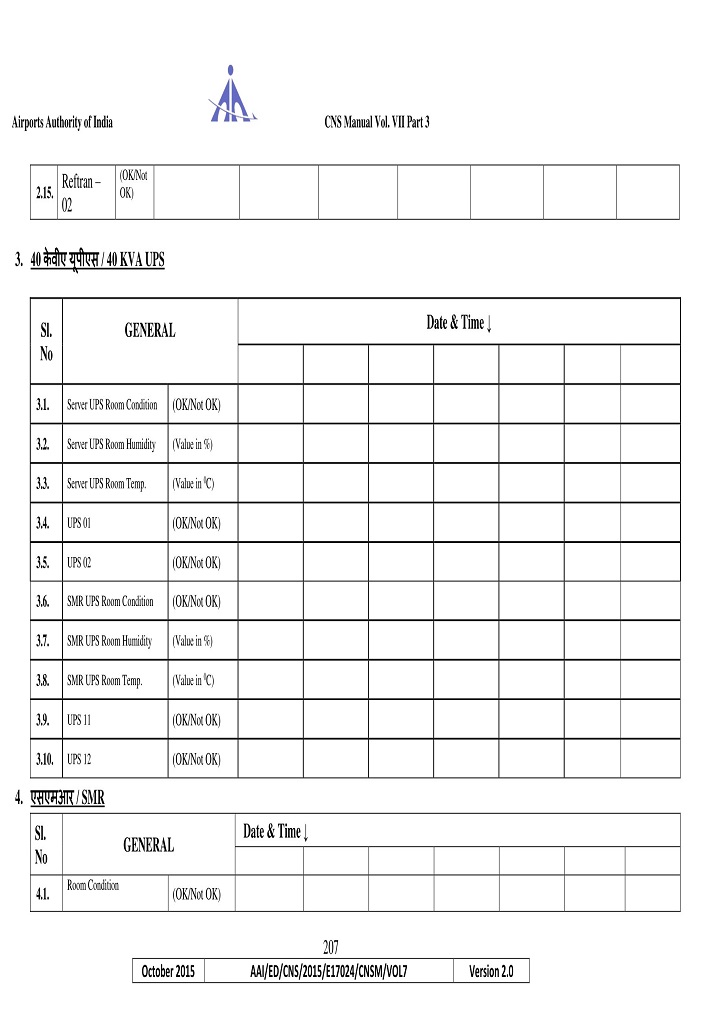 Airports Authority of India CNS Manual Vol. VII Part 3
2.15. Reftran – 02 (OK/Not OK)
3. 40 केवीए यूपीएस / 40 KVA UPS
Sl. No GENERAL Date & Time ↓
3.1. Server UPS Room Condition (OK/Not OK)
3.2. Server UPS Room Humidity (Value in %)
3.3. Server UPS Room Temp. (Value in ⁰C)
3.4. UPS 01 (OK/Not OK)
3.5. UPS 02 (OK/Not OK)
3.6. SMR UPS Room Condition (OK/Not OK)
3.7. SMR UPS Room Humidity (Value in %)
3.8. SMR UPS Room Temp. (Value in ⁰C)
3.9. UPS 11 (OK/Not OK)
3.10. UPS 12 (OK/Not OK)
4. एसएमआर / SMR
Sl. No GENERAL Date & Time ↓
4.1. Room Condition (OK/Not OK)
207
October 2015 AAI/ED/CNS/2015/E17024/CNSM/VOL7 Version 2.0